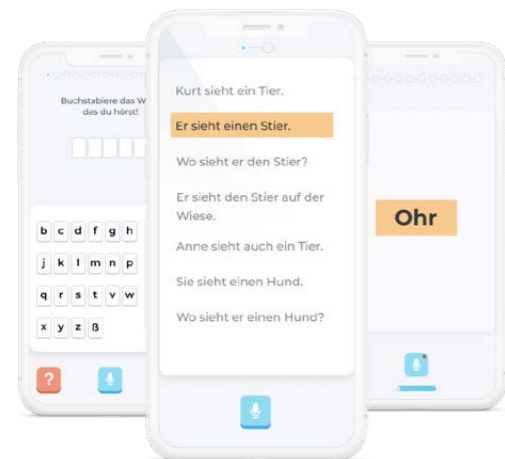 Buchstabiere das W
das du hörst!
b c d f g h
j k l m n p
q r s t v w
x y z ß
?
Kurt sieht ein Tier.
Er sieht einen Stier.
Wo sieht er den Stier?
Er sieht den Stier auf der
Wiese.
Anne sieht auch ein Tier.
Sie sieht einen Hund.
Wo sieht er einen Hund?
Ohr